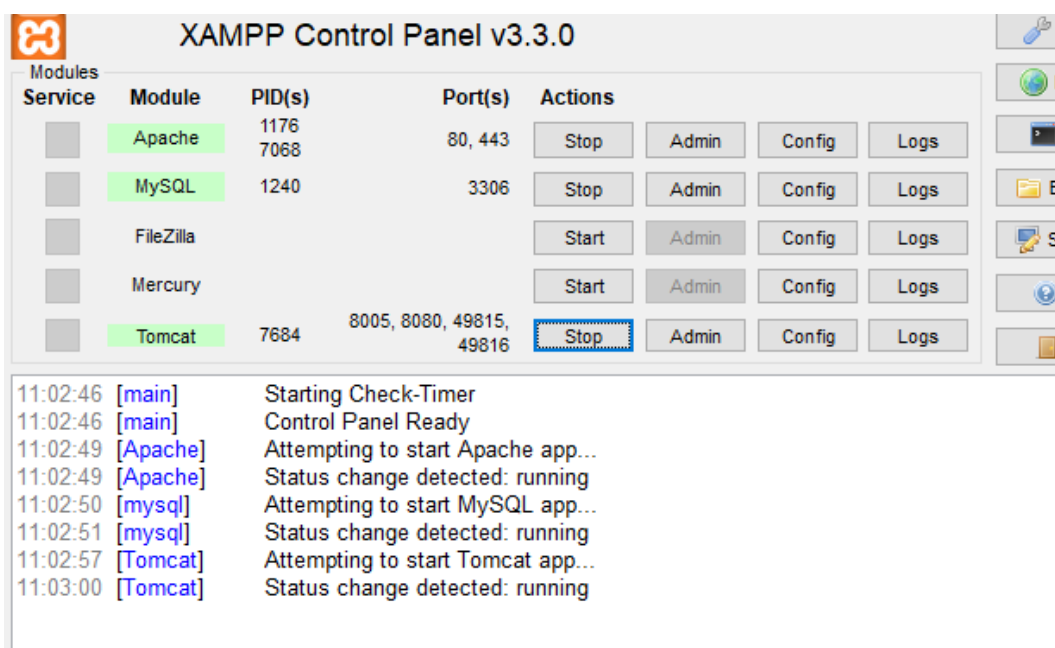 XAMPP Control Panel v3.3.0
Modules
Service Module PID(s) Port(s) Actions
Apache 1176 7068 80, 443 Stop Admin Config Logs
MySQL 1240 3306 Stop Admin Config Logs
FileZilla Start Admin Config Logs
Mercury Start Admin Config Logs
Tomcat 7684 8005, 8080, 49815, 49816 Stop Admin Config Logs
11:02:46 [main] Starting Check-Timer
11:02:46 [main] Control Panel Ready
11:02:49 [Apache] Attempting to start Apache app...
11:02:49 [Apache] Status change detected: running
11:02:50 [mysql] Attempting to start MySQL app...
11:02:51 [mysql] Status change detected: running
11:02:57 [Tomcat] Attempting to start Tomcat app...
11:03:00 [Tomcat] Status change detected: running